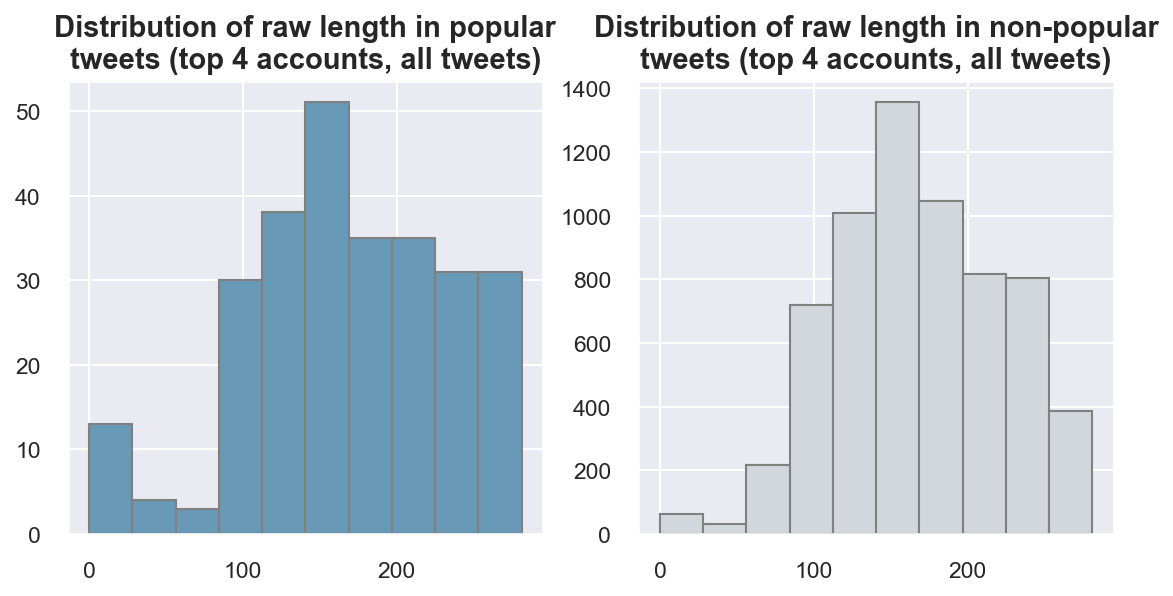 Distribution of raw length in popular
tweets (top 4 accounts, all tweets)
50
40
30
20
10
0
0 100 200
Distribution of raw length in non-popular
tweets (top 4 accounts, all tweets)
1400
1200
1000
800
600
400
200
0
0 100 200